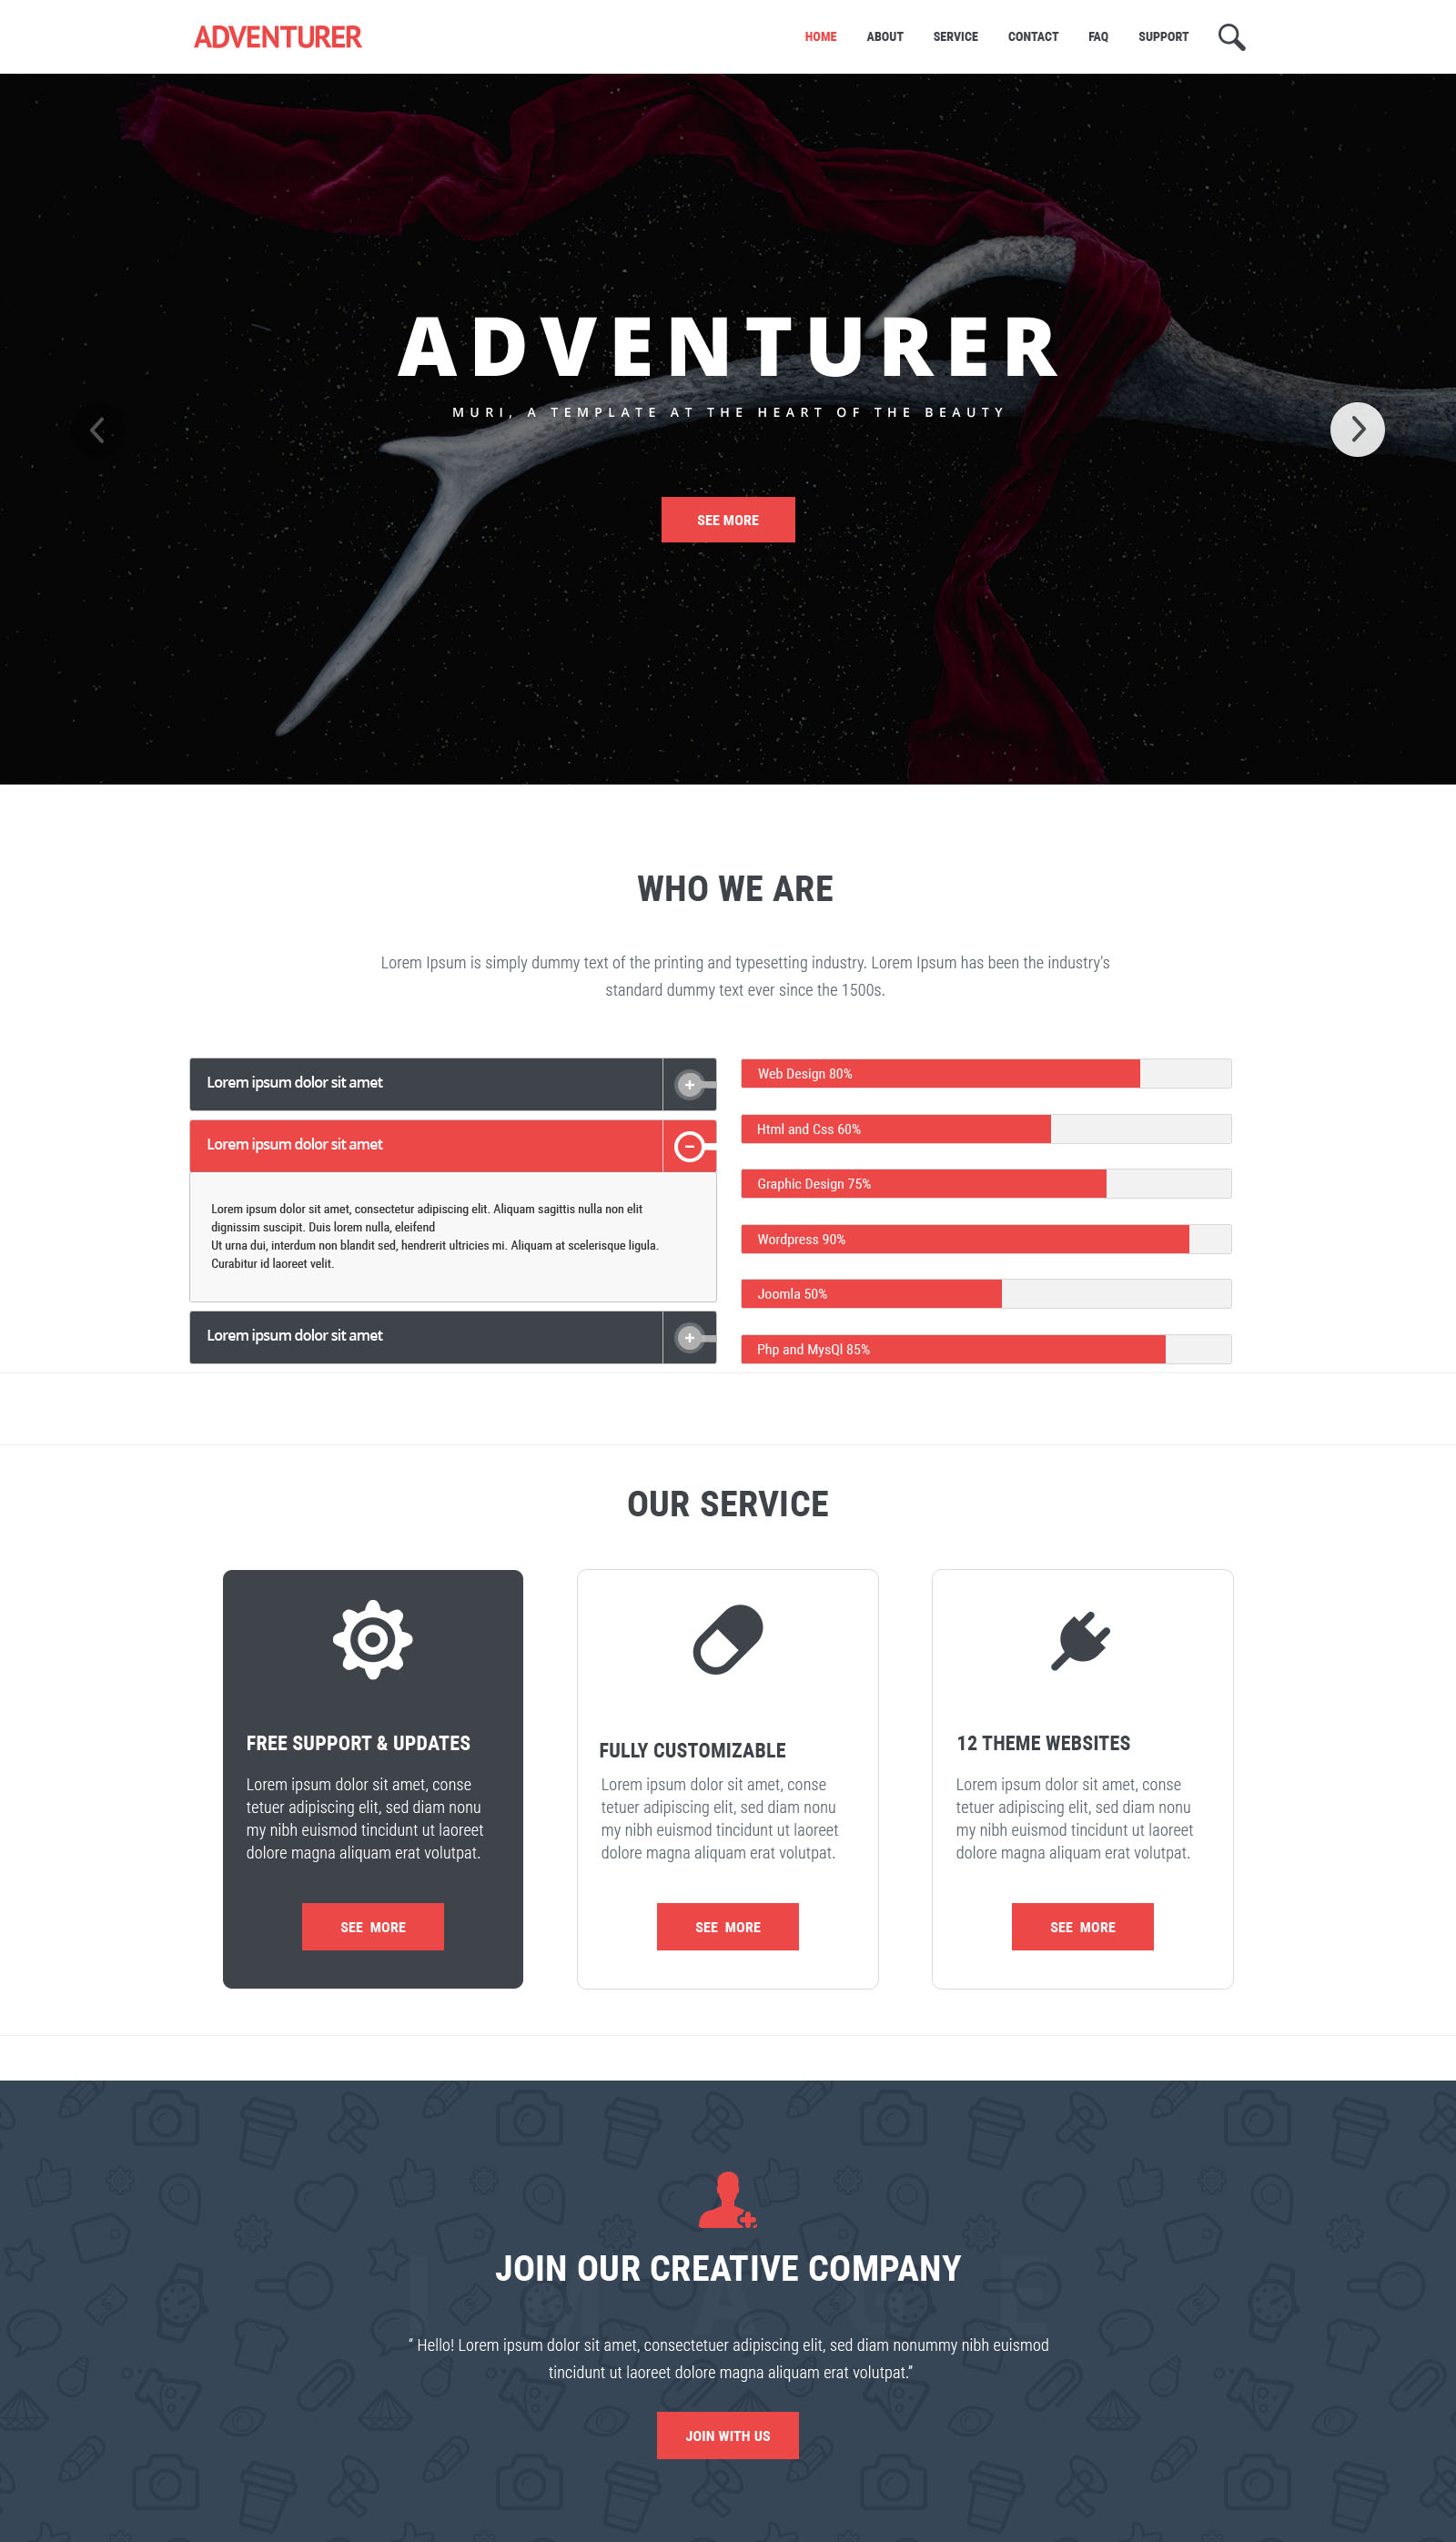 ADVENTURER
HOME ABOUT SERVICE CONTACT FAQ SUPPORT
ADVENTURER
MURI, A TEMPLATE AT THE HEART OF THE BEAUTY
SEE MORE
WHO WE ARE
Lorem Ipsum is simply dummy text of the printing and typesetting industry. Lorem Ipsum has been the industry's
standard dummy text ever since the 1500s.
Lorem ipsum dolor sit amet
Lorem ipsum dolor sit amet
Lorem ipsum dolor sit amet, consectetur adipiscing elit. Aliquam sagittis nulla non elit
dignissim suscipit. Duis lorem nulla, eleifend
Ut urna dui, interdum non blandit sed, hendrerit ultricies mi. Aliquam at scelerisque ligula.
Curabitur id laoreet velit.
Lorem ipsum dolor sit amet
Web Design 80%
Html and Css 60%
Graphic Design 75%
Wordpress 90%
Joomla 50%
Php and MysQl 85%
OUR SERVICE
FREE SUPPORT & UPDATES
Lorem ipsum dolor sit amet, conse
tetuer adipiscing elit, sed diam nonu
my nibh euismod tincidunt ut laoreet
dolore magna aliquam erat volutpat.
SEE MORE
FULLY CUSTOMIZABLE
Lorem ipsum dolor sit amet, conse
tetuer adipiscing elit, sed diam nonu
my nibh euismod tincidunt ut laoreet
dolore magna aliquam erat volutpat.
SEE MORE
12 THEME WEBSITES
Lorem ipsum dolor sit amet, conse
tetuer adipiscing elit, sed diam nonu
my nibh euismod tincidunt ut laoreet
dolore magna aliquam erat volutpat.
SEE MORE
JOIN OUR CREATIVE COMPANY
“ Hello! Lorem ipsum dolor sit amet, consectetuer adipiscing elit, sed diam nonummy nibh euismod
tincidunt ut laoreet dolore magna aliquam erat volutpat.”
JOIN WITH US